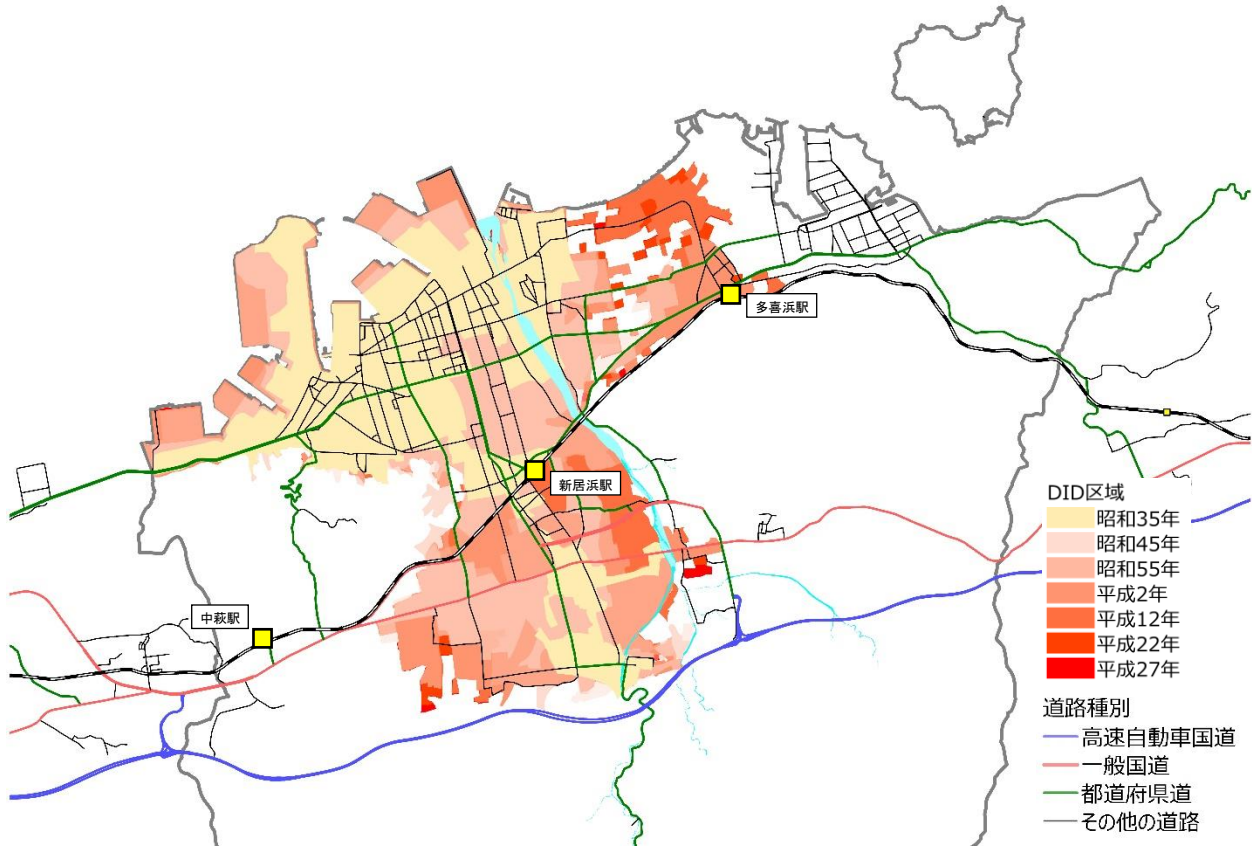 多喜浜駅
新居浜駅
中萩駅
DID区域
昭和35年
昭和45年
昭和55年
平成2年
平成12年
平成22年
平成27年
道路種別
高速自動車国道
一般国道
都道府県道
その他の道路